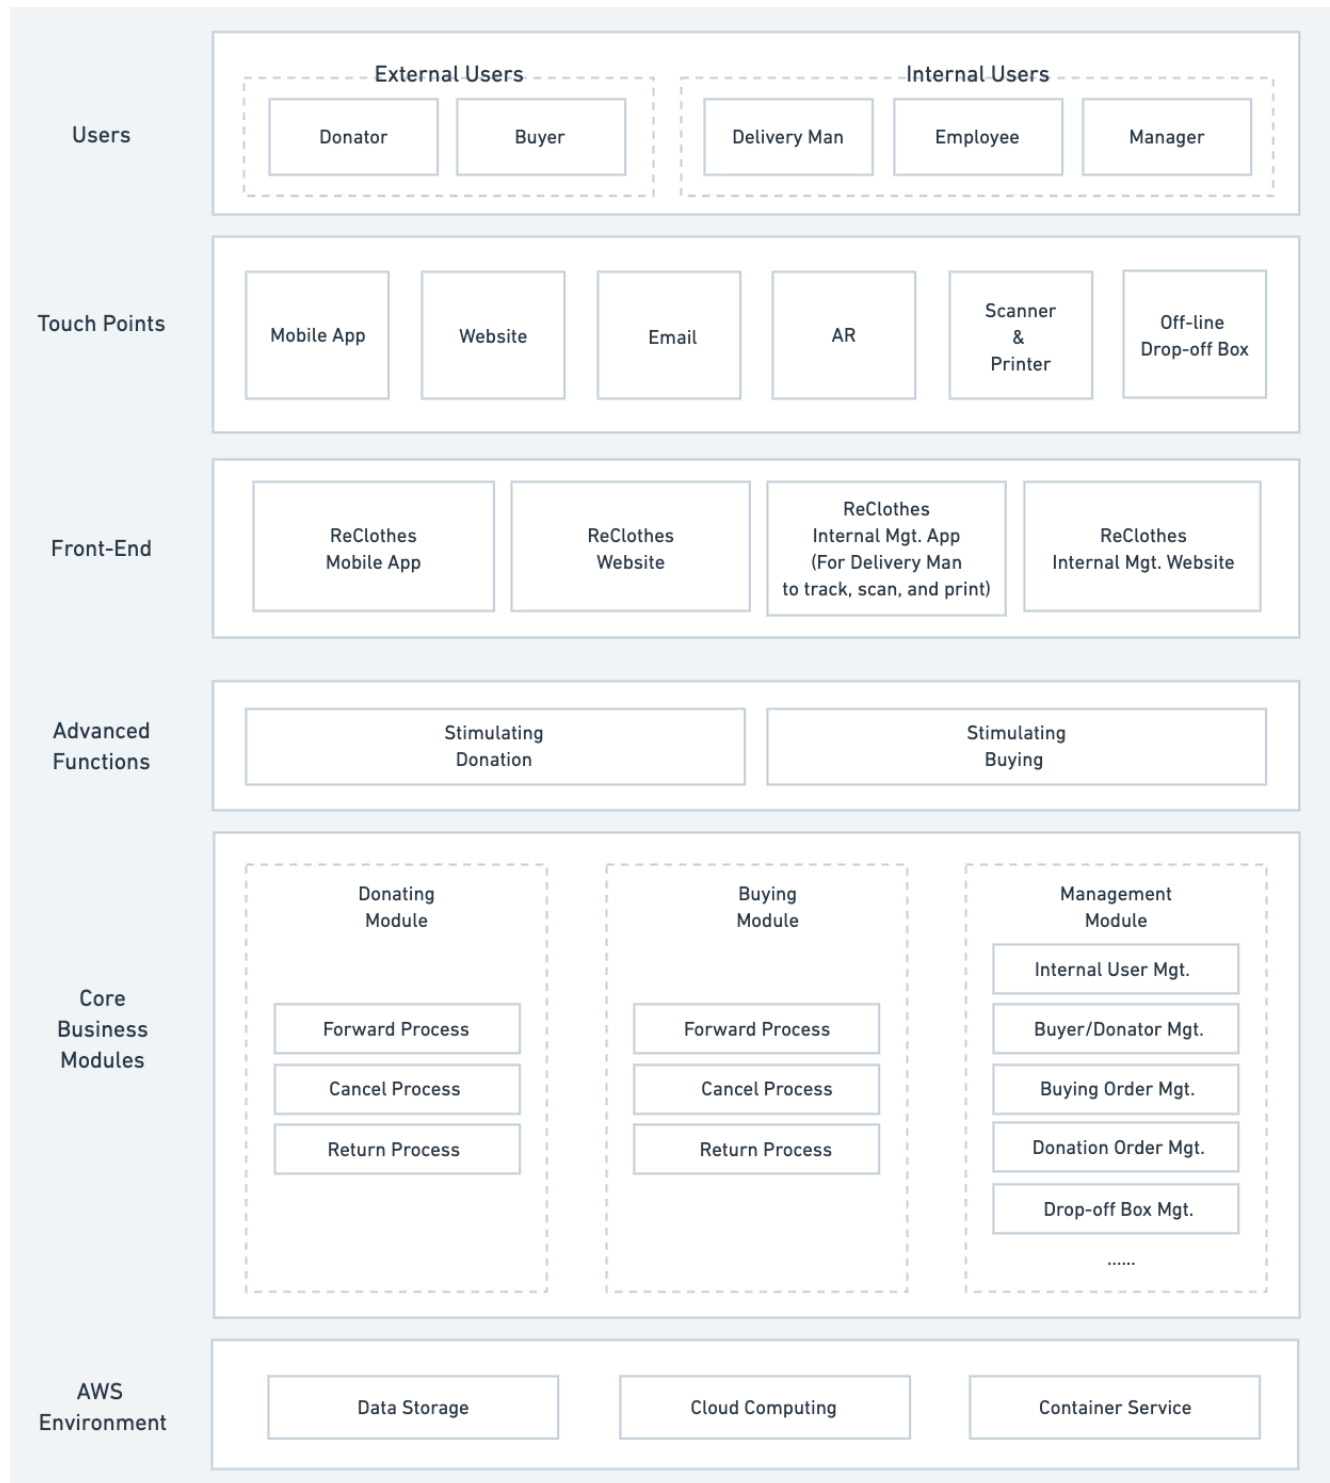 Users
External Users
Internal Users
Donator
Buyer
Delivery Man
Employee
Manager
Touch Points
Mobile App
Website
Email
AR
Scanner
&
Printer
Off-line
Drop-off Box
Front-End
ReClothes
Mobile App
ReClothes
Website
ReClothes
Internal Mgt. App
(For Delivery Man
to track, scan, and print)
ReClothes
Internal Mgt. Website
Advanced
Functions
Stimulating
Donation
Stimulating
Buying
Core
Business
Modules
Donating
Module
Forward Process
Cancel Process
Return Process
Buying
Module
Forward Process
Cancel Process
Return Process
Management
Module
Internal User Mgt.
Buyer/Donator Mgt.
Buying Order Mgt.
Donation Order Mgt.
Drop-off Box Mgt.
......
AWS
Environment
Data Storage
Cloud Computing
Container Service